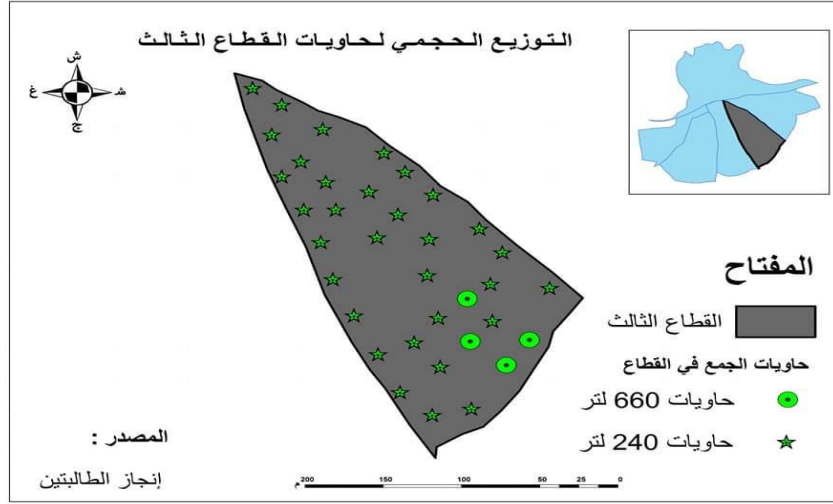 التوزيع الحجمي لحاويات القطاع الثالث
ش
غ
شـ
ج
المفتاح
القطاع الثالث
حاويات الجمع في القطاع
حاويات 660 لتر
حاويات 240 لتر
المصدر :
إنجاز الطالبتين
م 200 150 100 50 25 0